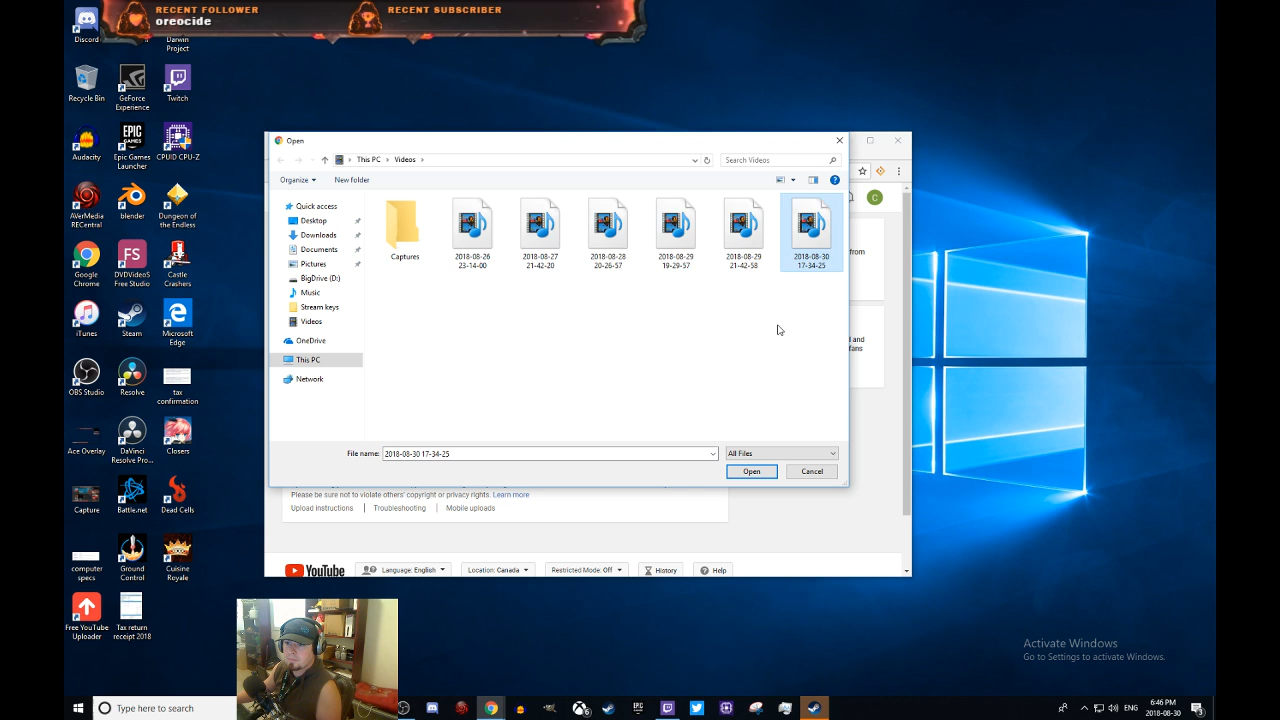 RECENT FOLLOWER
oreocide
RECENT SUBSCRIBER
Discord
Darwin
Project
Recycle Bin
GeForce
Experience
Twitch
Audacity
EPIC
GAMES
Epic Games
Launcher
CPUID CPU-Z
AVerMedia
RECentral
blender
Dungeon of
the Endless
Google
Chrome
FS
DVDVideoS
Free Studio
Castle
Crashers
iTunes
Steam
Microsoft
Edge
OBS Studio
Resolve
tax
confirmation
Ace Overlay
DaVinci
Resolve Pro...
Closers
Capture
Battle.net
Dead Cells
computer
specs
Ground
Control
Cuisine
Royale
Free YouTube
Uploader
Tax return
receipt 2018
Open
This PC
Videos
Search Videos
Organize
New folder
Quick access
Desktop
Downloads
Documents
Pictures
BigDrive (D:)
Music
Stream keys
Videos
OneDrive
This PC
Network
Captures
2018-08-26
23-14-00
2018-08-27
21-42-20
2018-08-28
20-26-57
2018-08-29
19-29-57
2018-08-29
21-42-58
2018-08-30
17-34-25
File name:
2018-08-30 17-34-25
All Files
Open
Cancel
C
from
and
fans
Please be sure not to violate others' copyright or privacy rights. Learn more
Upload instructions
Troubleshooting
Mobile uploads
YouTube
Language: English
Location: Canada
Restricted Mode: Off
History
Help
Activate Windows
Go to Settings to activate Windows.
Type here to search
EPIC
ENG
6:46 PM
2018-08-30
3